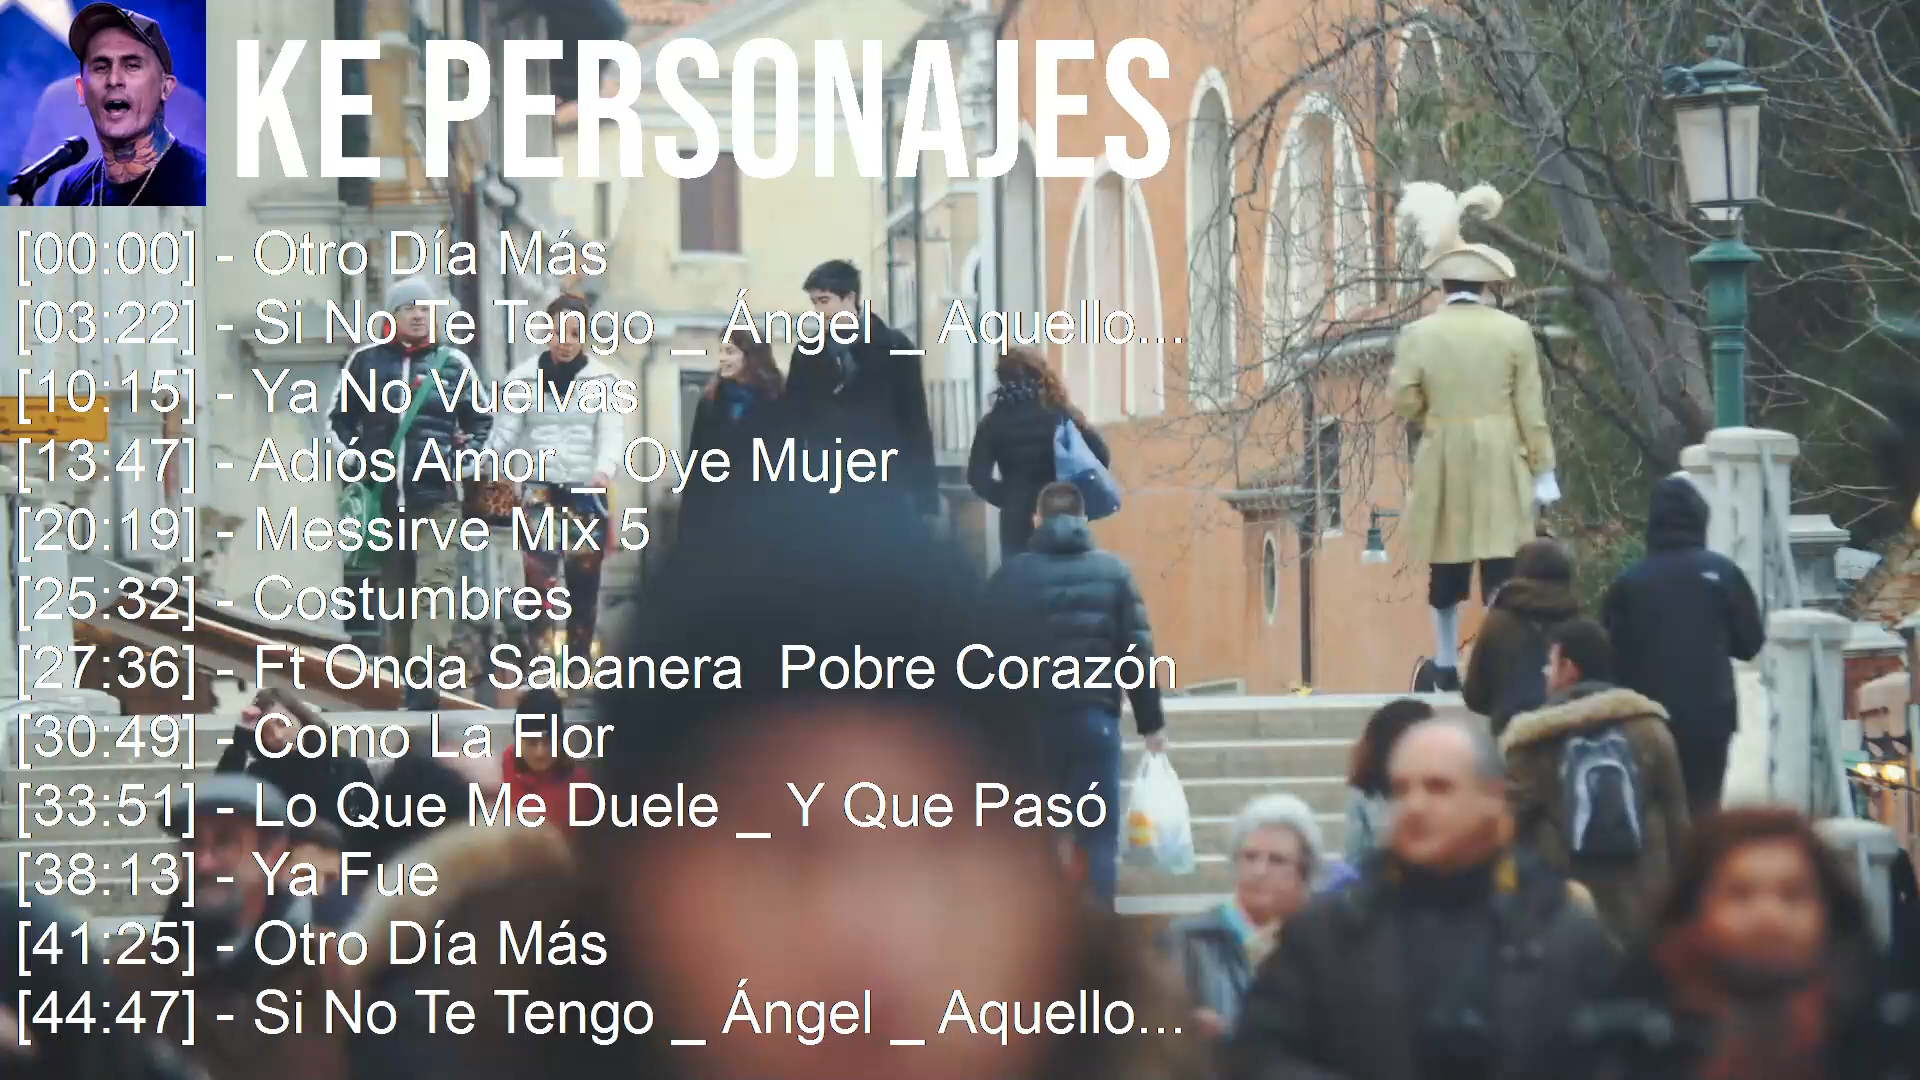 KE PERSONAJES
[00:00] - Otro Día Más
[03:22] - Si No Te Tengo _ Ángel _ Aquello...
[10:15] - Ya No Vuelvas
[13:47] - Adiós Amor _ Oye Mujer
[20:19] - Messirve Mix 5
[25:32] - Costumbres
[27:36] - Ft Onda Sabanera  Pobre Corazón
[30:49] - Como La Flor
[33:51] - Lo Que Me Duele _ Y Que Pasó
[38:13] - Ya Fue
[41:25] - Otro Día Más
[44:47] - Si No Te Tengo _ Ángel _ Aquello...